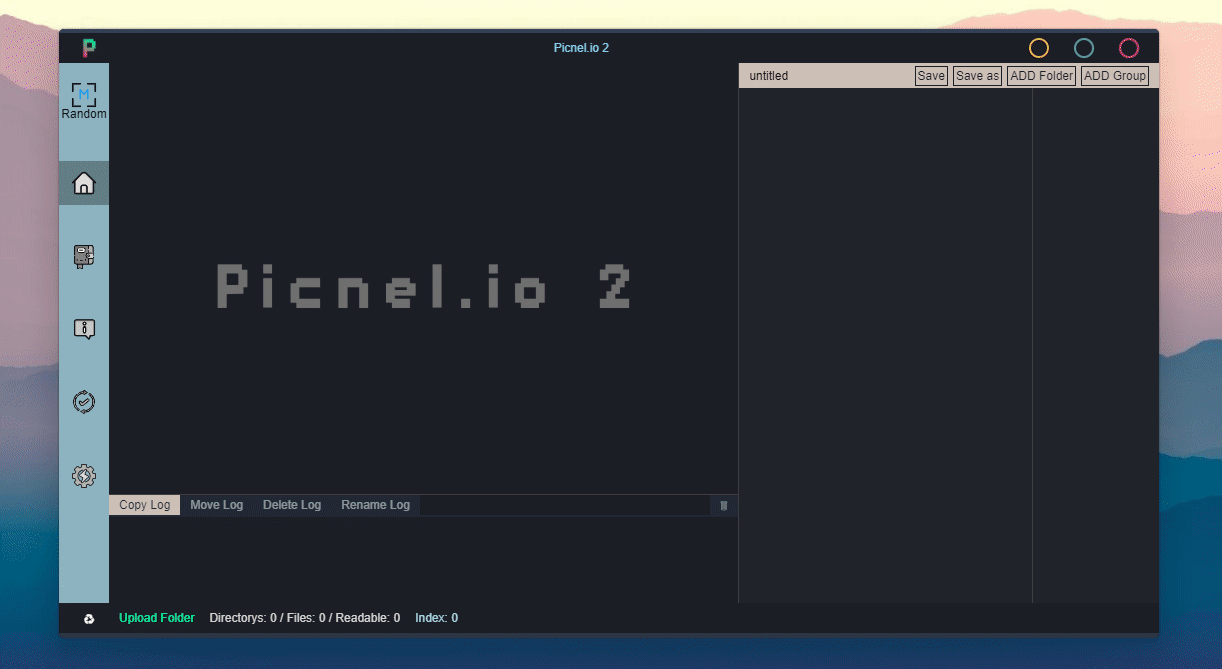 Picnel.io 2
untitled Save Save as ADD Folder ADD Group
M
Random
Picnel.io 2
Copy Log Move Log Delete Log Rename Log
Upload Folder Directorys: 0 / Files: 0 / Readable: 0 Index: 0